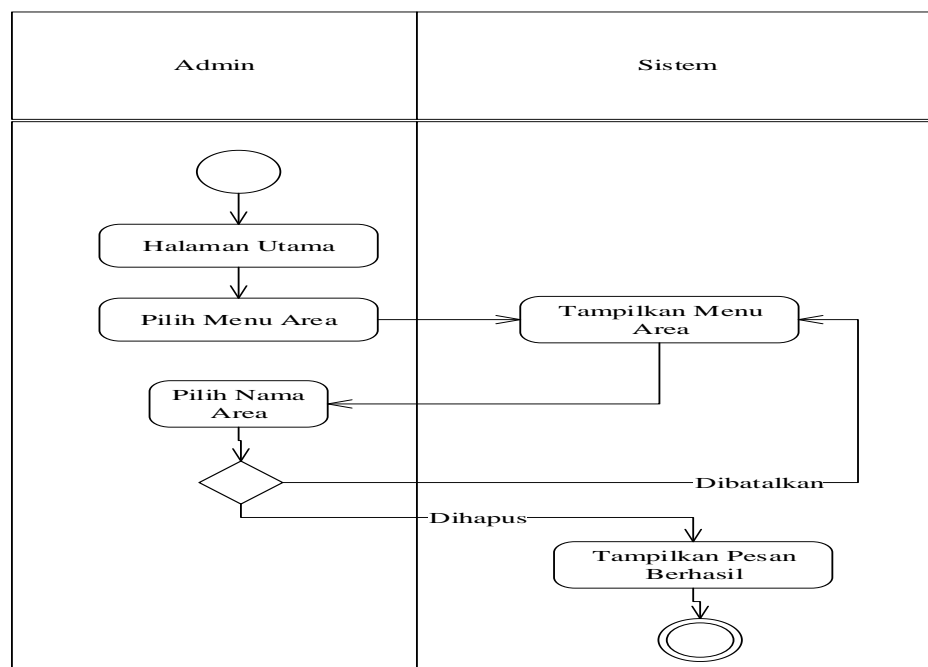 Admin
Sistem
Halaman Utama
Pilih Menu Area
Tampilkan Menu
Area
Pilih Nama
Area
Dibatalkan
Dihapus
Tampilkan Pesan
Berhasil